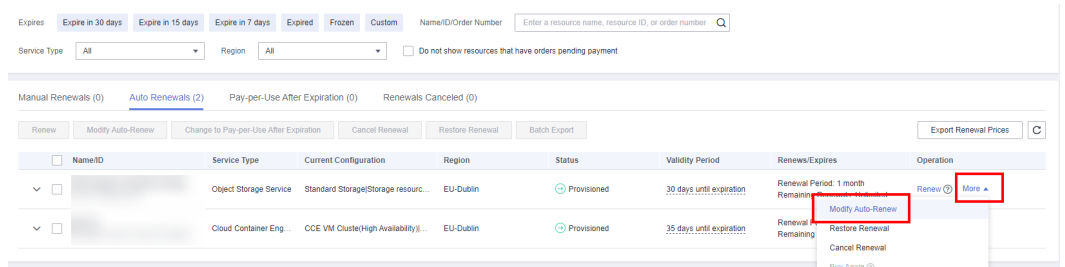 Expires Expire in 30 days Expire in 15 days Expire in 7 days Expired Frozen Custom Name/ID/Order Number Enter a resource name, resource ID, or order number
Service Type All Region All Do not show resources that have orders pending payment
Manual Renewals (0) Auto Renewals (2) Pay-per-Use After Expiration (0) Renewals Canceled (0)
Renew Modify Auto-Renew Change to Pay-per-Use After Expiration Cancel Renewal Restore Renewal Batch Export Export Renewal Prices
Name/ID Service Type Current Configuration Region Status Validity Period Renews/Expires Operation
Object Storage Service Standard Storage|Storage resourc... EU-Dublin Provisioned 30 days until expiration Renewal Period: 1 month Renew More
Remaining
Modify Auto-Renew
Cloud Container Eng... CCE VM Cluste(High Availability)|... EU-Dublin Provisioned 35 days until expiration Renewal
Remaining
Restore Renewal
Cancel Renewal
Buy Again